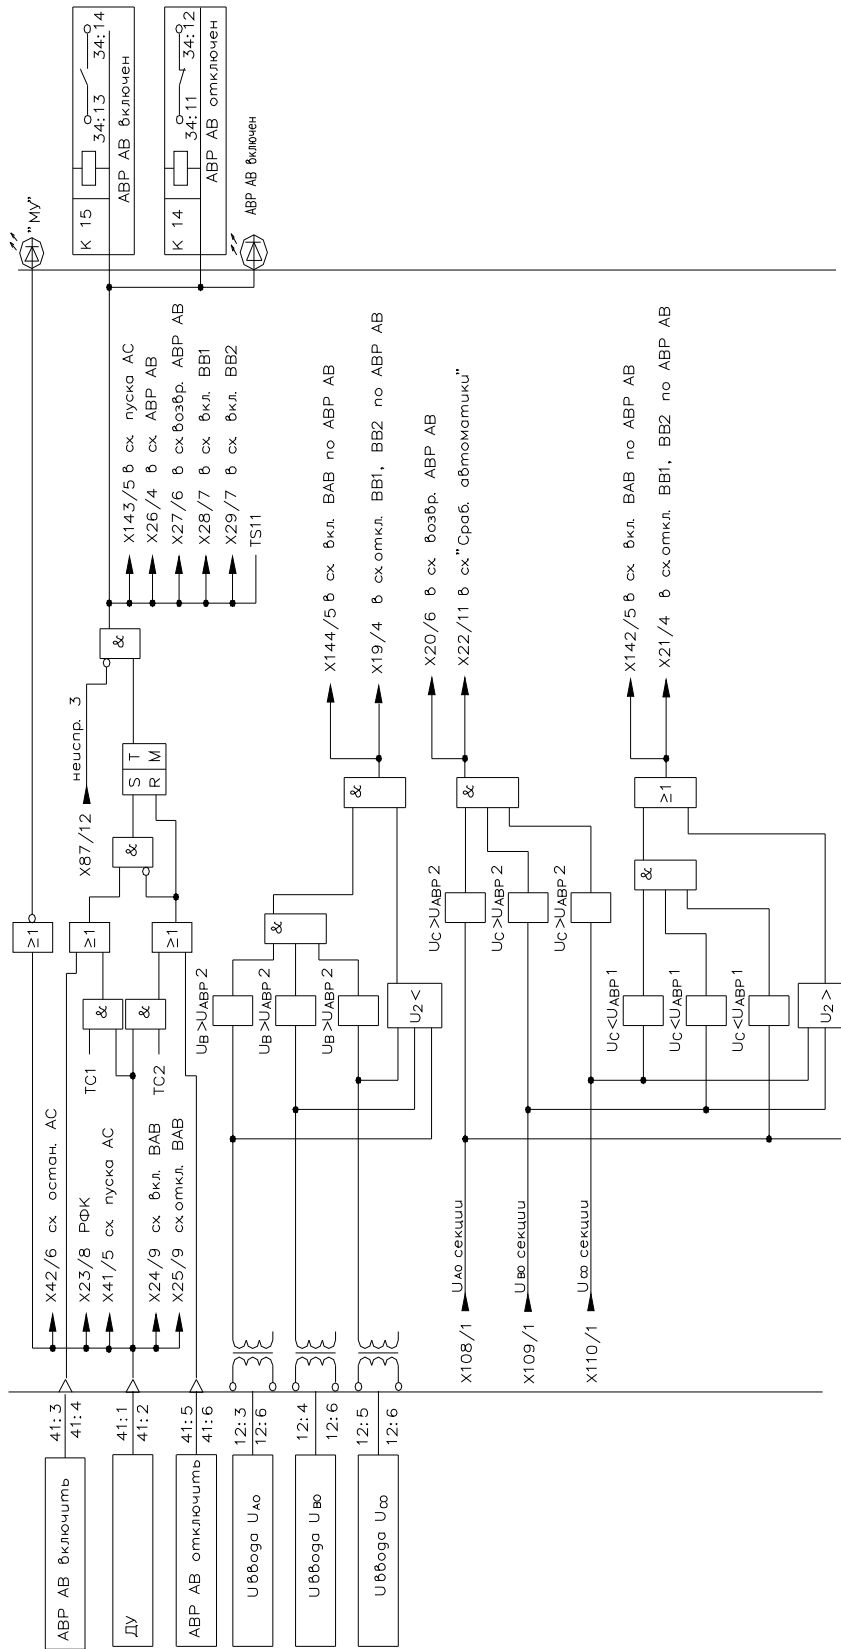 "МУ"
К 15
34:13
34:14
АВР АВ включен
К 14
34:11
34:12
АВР АВ отключен
АВР АВ включен
X143/5 в сх. пуска АС
X26/4 в сх. АВР АВ
X27/6 в сх.возвр. АВР АВ
X28/7 в сх. вкл. ВВ1
X29/7 в сх. вкл. ВВ2
TS11
X87/12
неиспр. 3
&
S T
R M
&
≥1
≥1
≥1
&
&
TC1
TC2
X42/6 сх. остан. АС
X23/8 РФК
X41/5 сх. пуска АС
X24/9 сх. вкл. ВАВ
X25/9 сх.откл. ВАВ
41:3
41:4
АВР АВ включить
41:1
41:2
ДУ
41:5
41:6
АВР АВ отключить
12:3
12:6
Uввода UАО
12:4
12:6
Uввода UВО
12:5
12:6
Uввода UСО
UВ>UАВР 2
UВ>UАВР 2
UВ>UАВР 2
U2 <
&
&
X144/5 в сх. вкл. ВАВ по АВР АВ
X19/4 в сх.откл. ВВ1, ВВ2 по АВР АВ
X108/1
UАО секции
X109/1
UВО секции
X110/1
UСО секции
UС>UАВР 2
UС>UАВР 2
UС>UАВР 2
&
X20/6 в сх. возвр. АВР АВ
X22/11 в сх."Сраб. автоматики"
UС<UАВР 1
UС<UАВР 1
UС<UАВР 1
U2 >
&
≥1
X142/5 в сх. вкл. ВАВ по АВР АВ
X21/4 в сх.откл. ВВ1, ВВ2 по АВР АВ